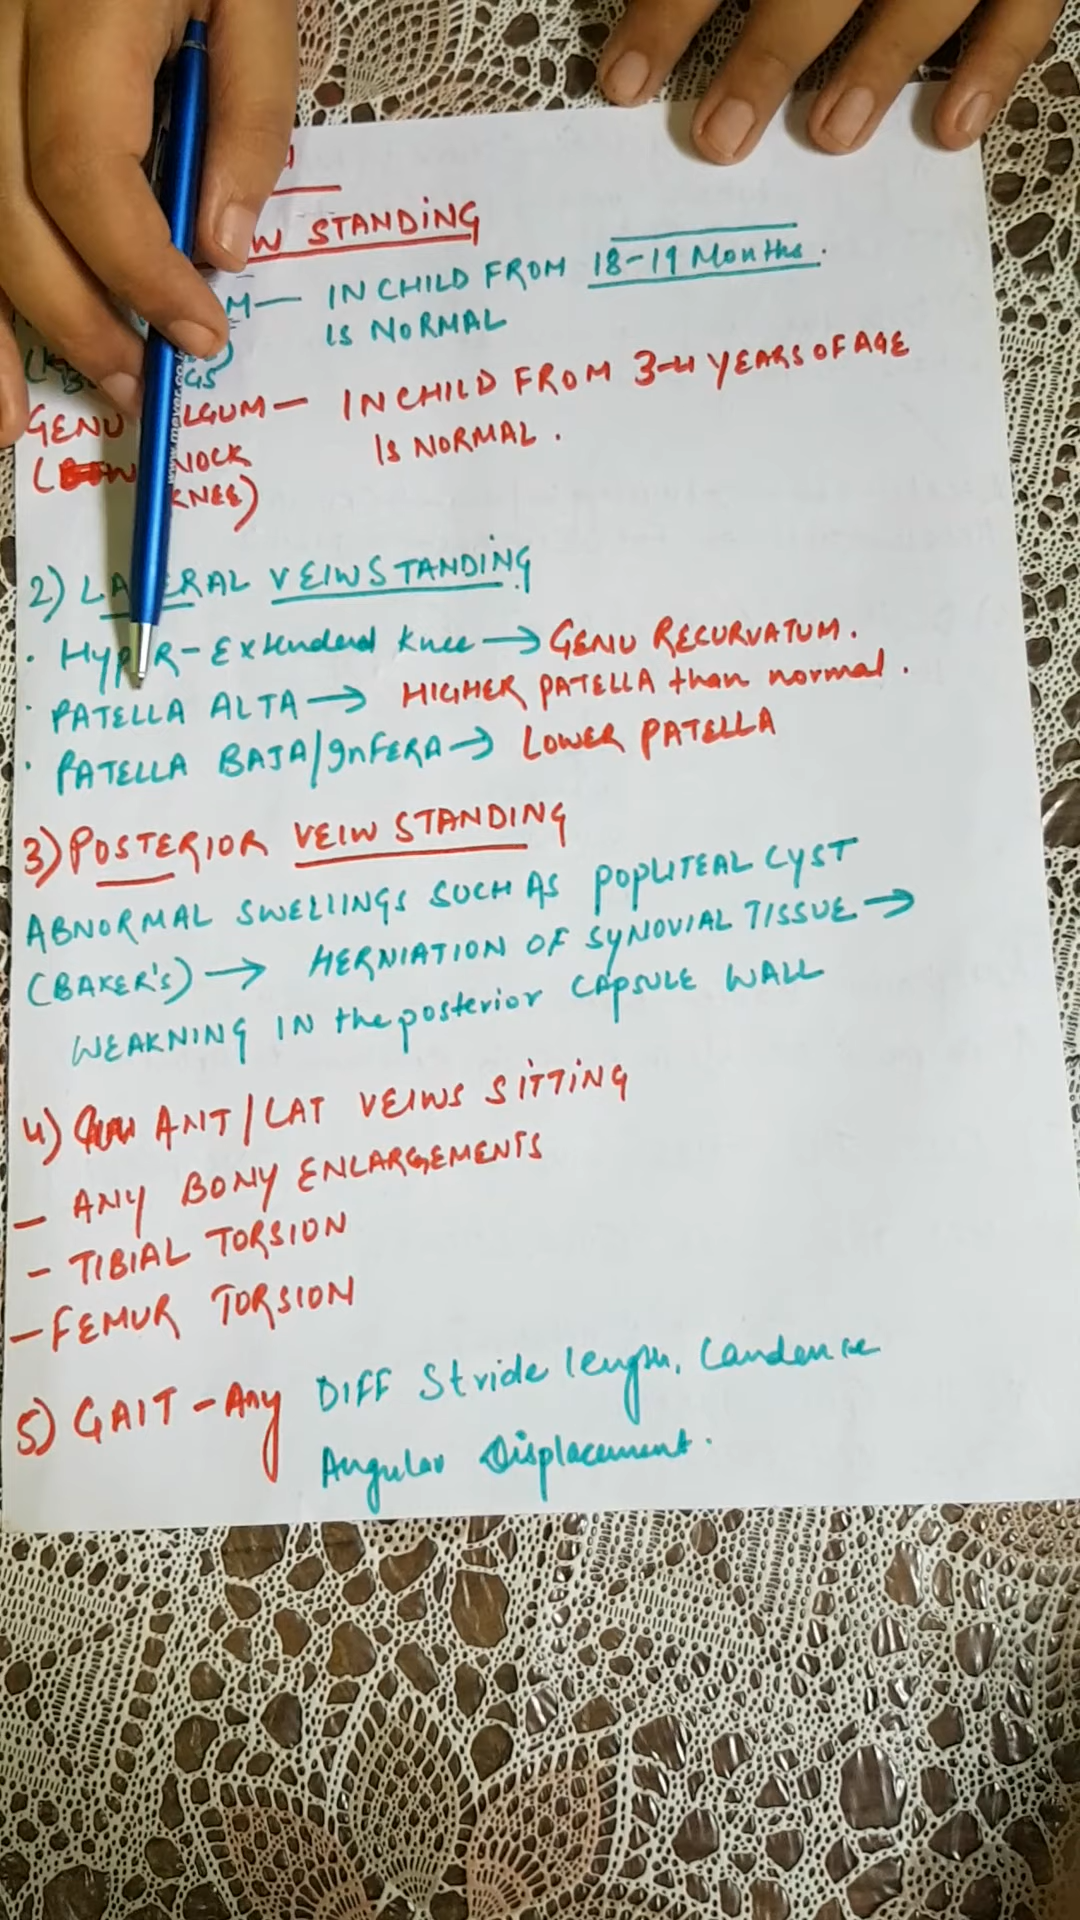 STANDING
M— IN CHILD FROM 18-19 Months.
IS NORMAL
GENU LGUM— IN CHILD FROM 3-4 YEARS OF AGE
IS NORMAL.
NOCK
KNEE)
2) LATERAL VEIW STANDING
· HyPER-Extended knee → GENU RECURVATUM.
· PATELLA ALTA → HIGHER PATELLA than normal.
· PATELLA BAJA/InFERA → LOWER PATELLA
3) POSTERIOR VEIW STANDING
ABNORMAL SWELLINGS SUCH AS POPLITEAL CYST
(BAKER'S) → HERNIATION OF SYNOVIAL TISSUE →
WEAKNING IN the posterior CAPSULE WALL
4) ANT/LAT VEIWS SITTING
- ANY BONY ENLARGEMENTS
- TIBIAL TORSION
- FEMUR TORSION
5) GAIT - Any DIFF Stride length, Candence
Angular Displacement.